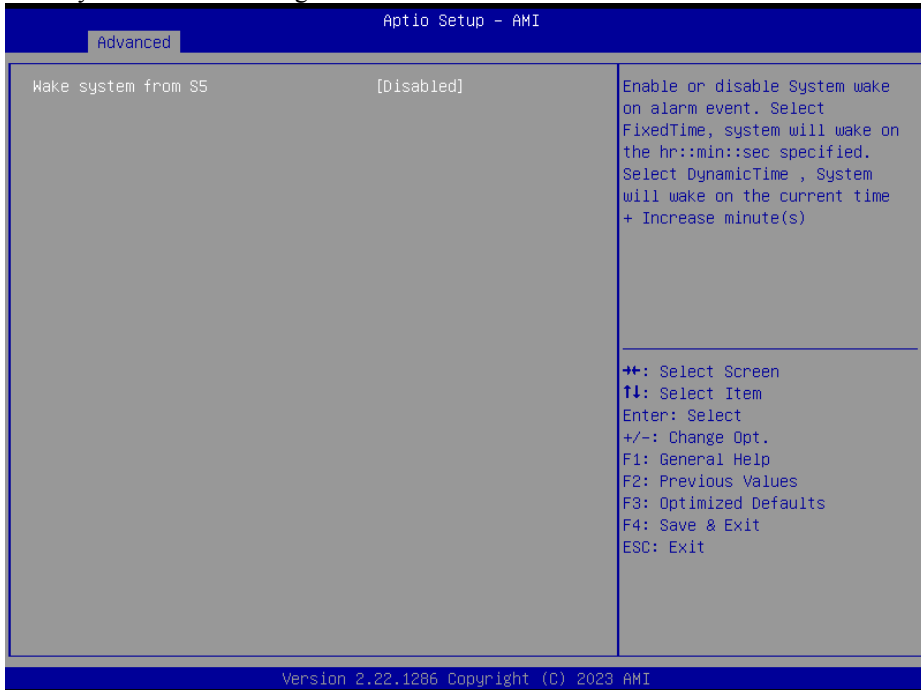 Aptio Setup - AMI
Advanced
Wake system from S5 [Disabled]
Enable or disable System wake
on alarm event. Select
FixedTime, system will wake on
the hr::min::sec specified.
Select DynamicTime , System
will wake on the current time
+ Increase minute(s)
→←: Select Screen
↑↓: Select Item
Enter: Select
+/-: Change Opt.
F1: General Help
F2: Previous Values
F3: Optimized Defaults
F4: Save & Exit
ESC: Exit
Version 2.22.1286 Copyright (C) 2023 AMI